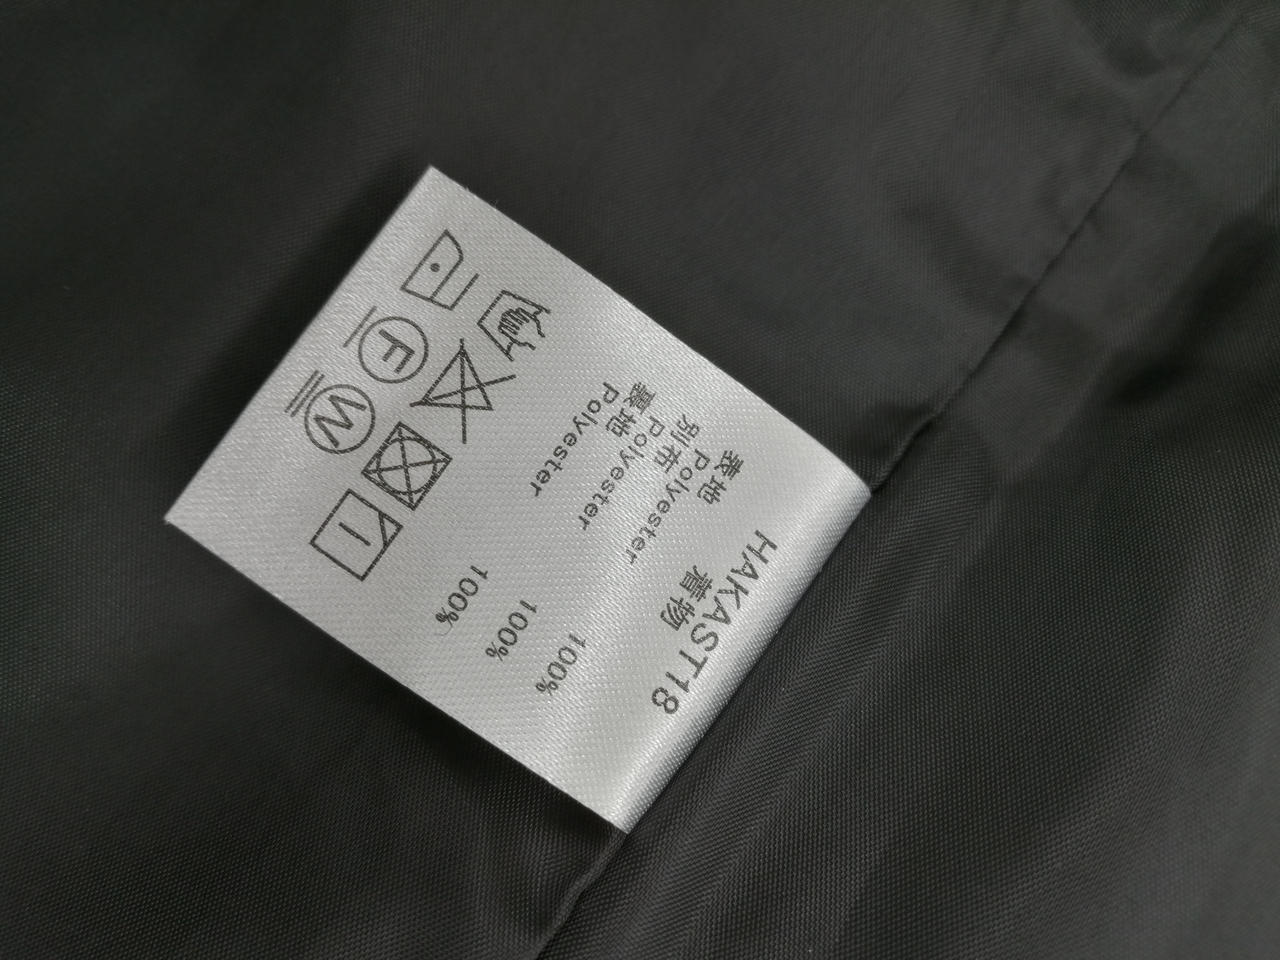 HAKAST18
着物
表地
Polyester 100%
別布
Polyester 100%
裏地
Polyester 100%
F
W